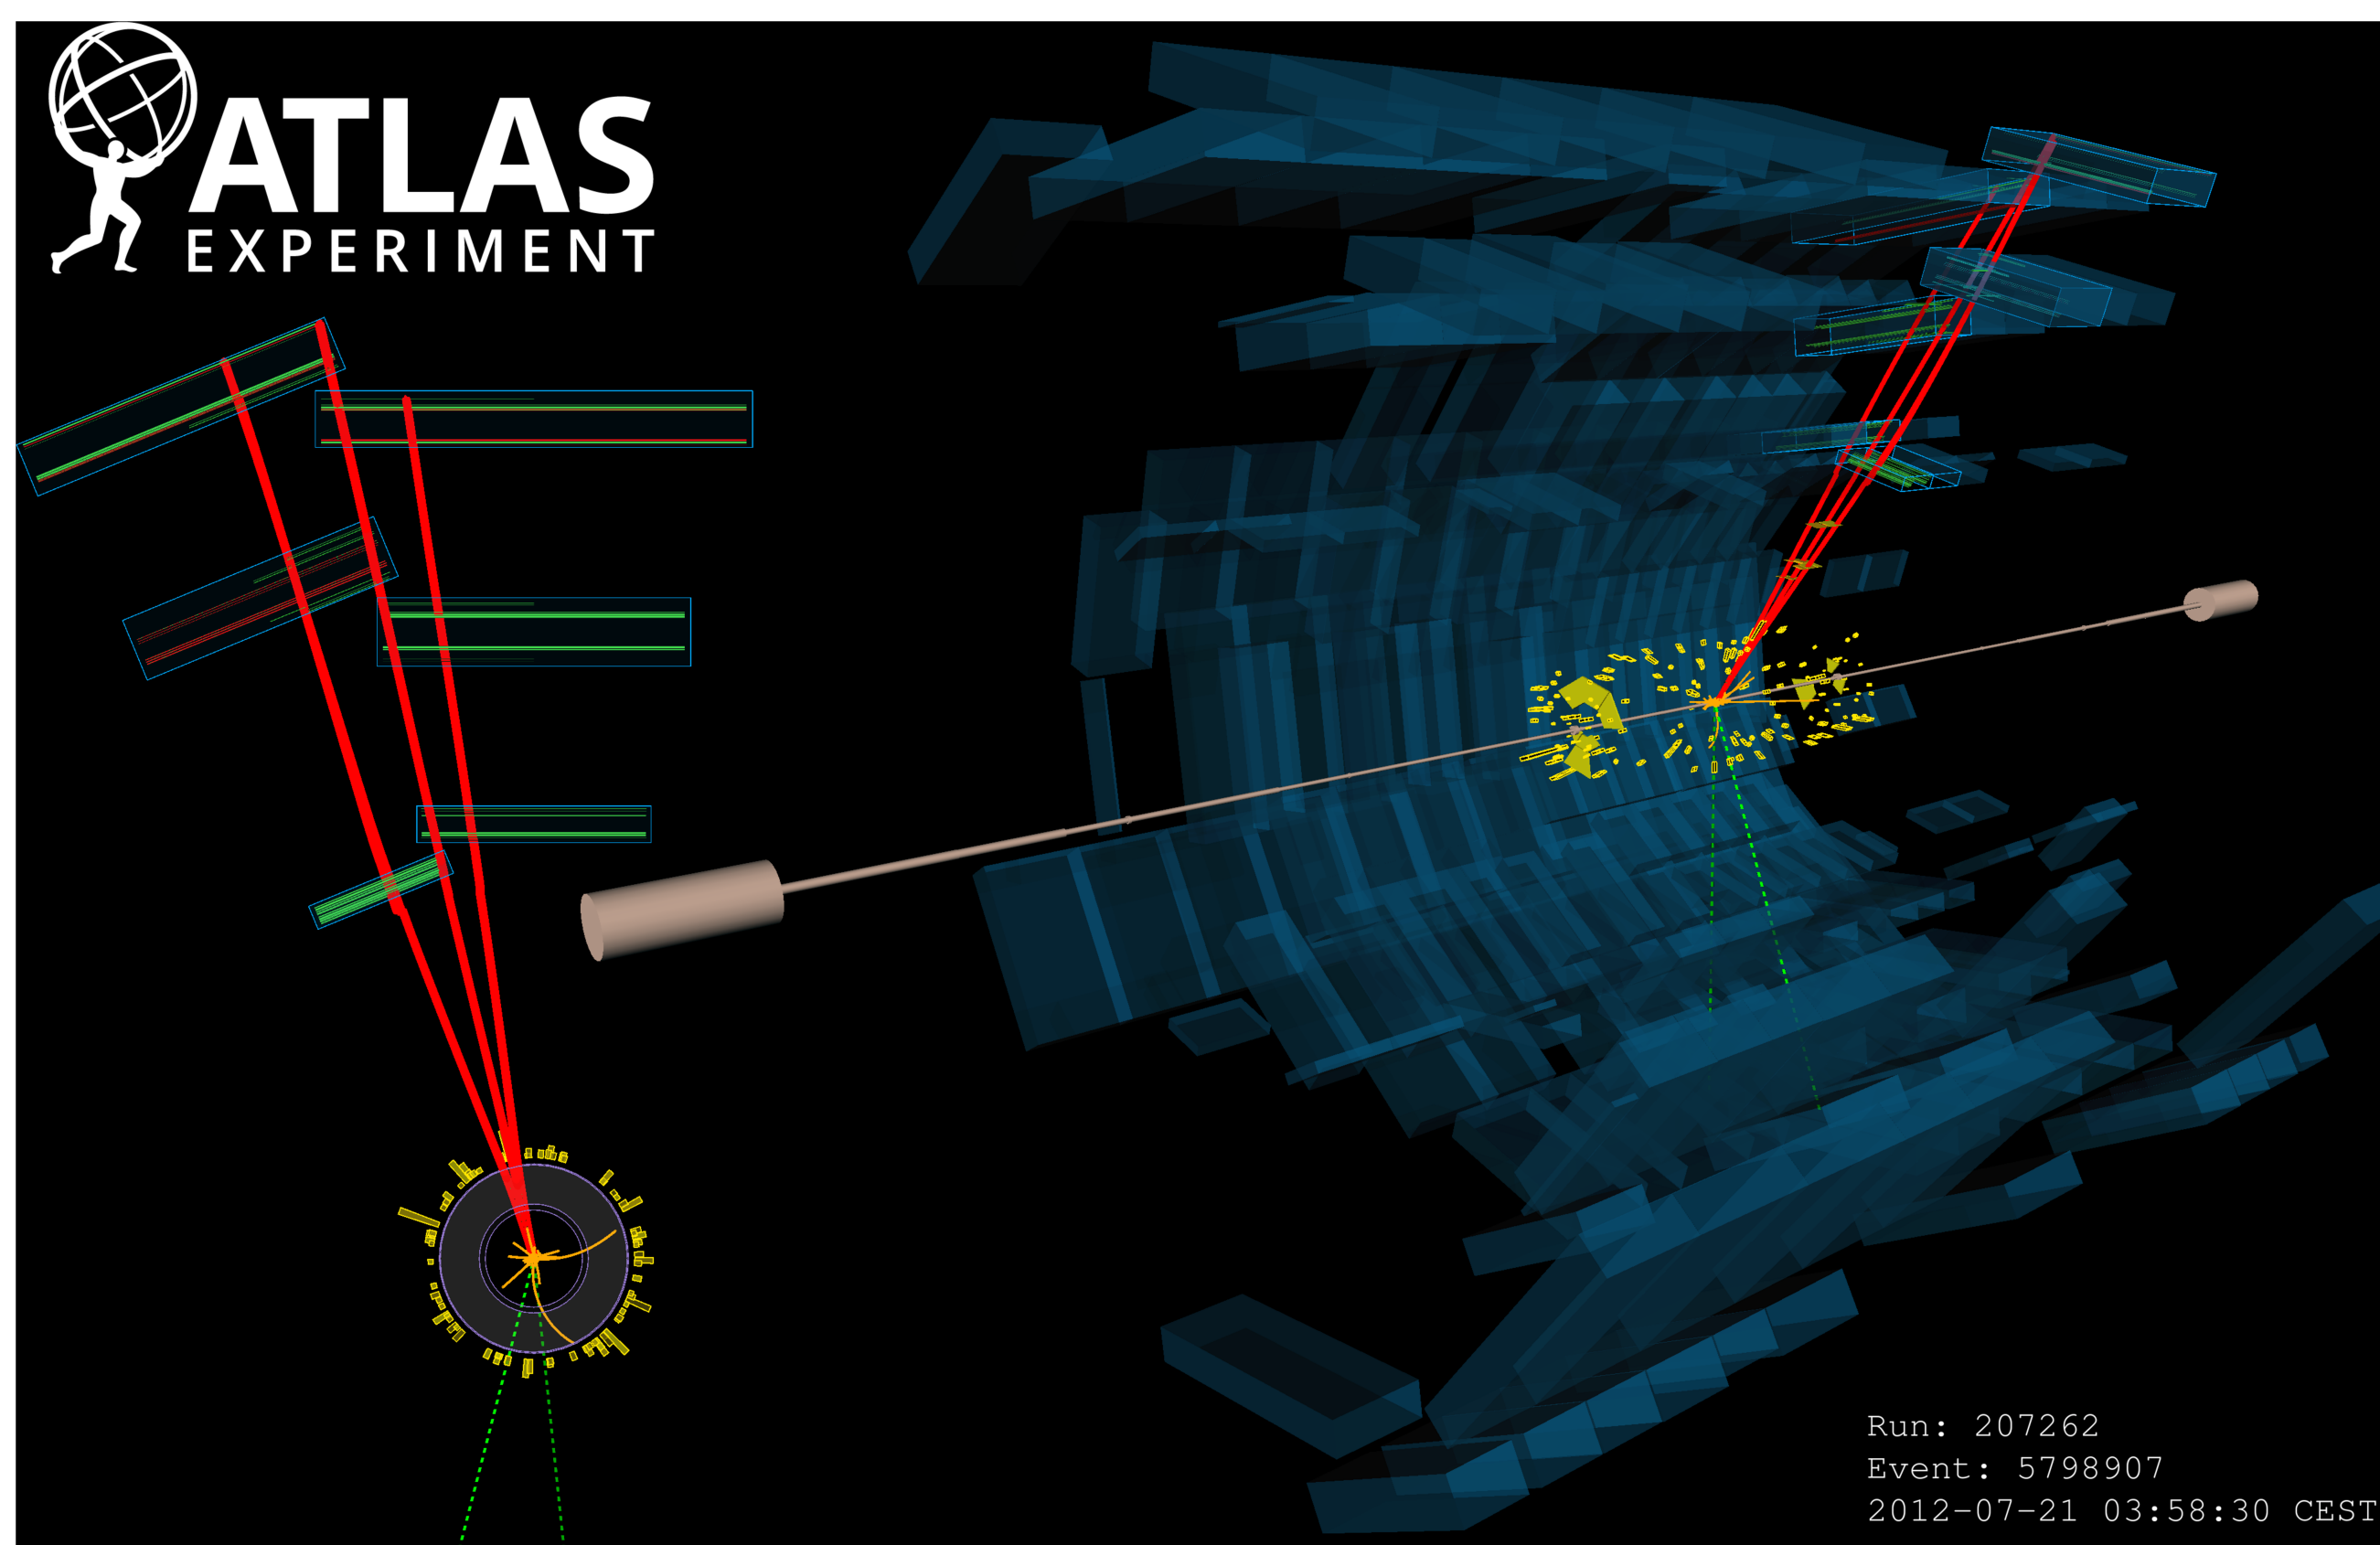 ATLAS
EXPERIMENT
Run: 207262
Event: 5798907
2012-07-21 03:58:30 CEST